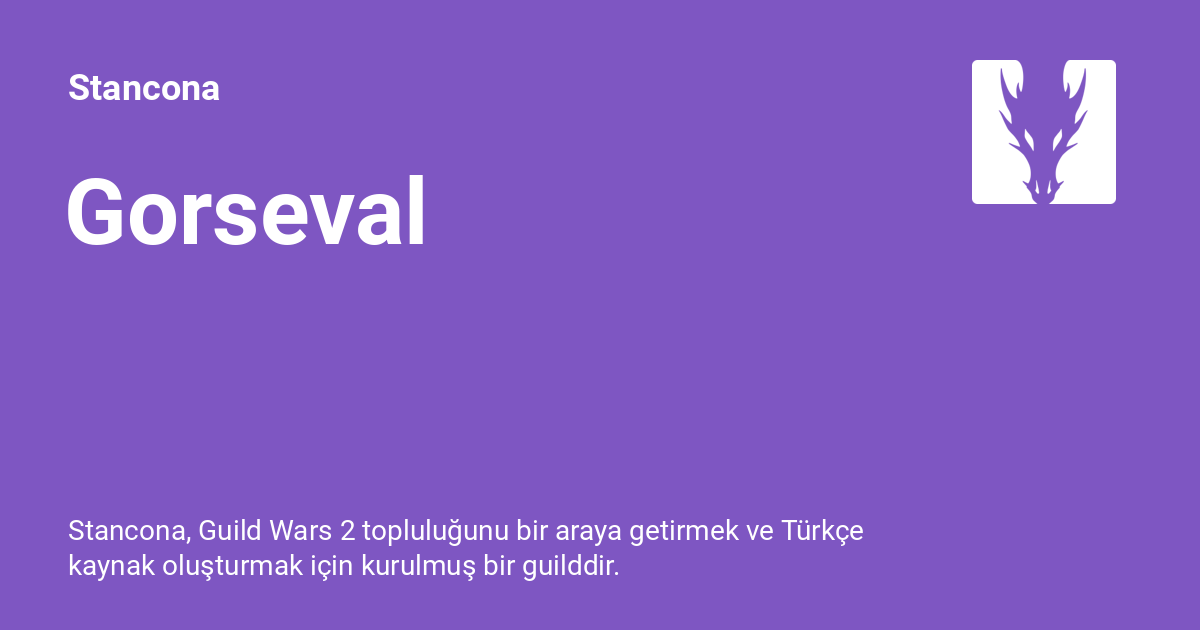 Stancona
Gorseval
Stancona, Guild Wars 2 topluluğunu bir araya getirmek ve Türkçe
kaynak oluşturmak için kurulmuş bir guilddir.